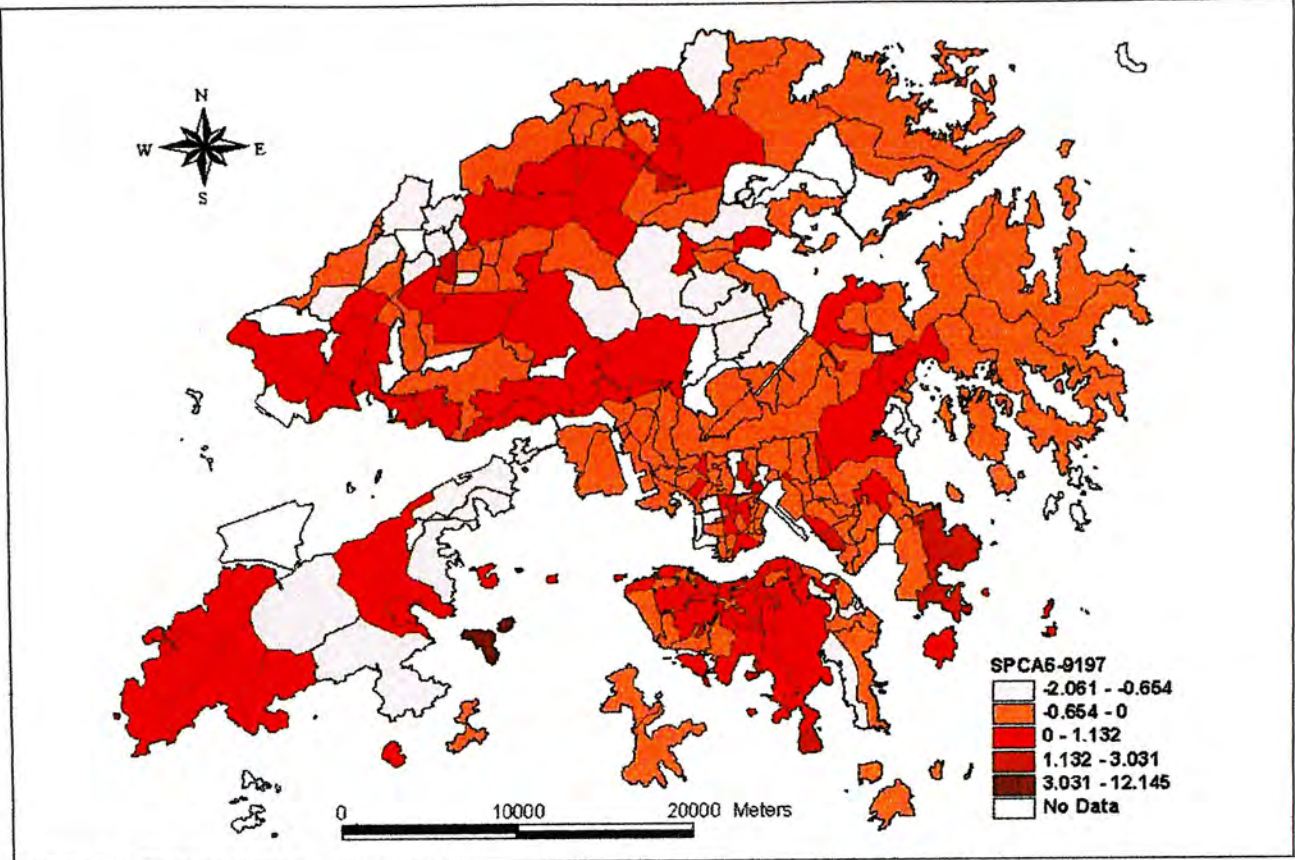 N
W E
S
SPCA6-9197
-2.061 - -0.654
-0.654 - 0
0 - 1.132
1.132 - 3.031
3.031 - 12.145
No Data
0 10000 20000 Meters